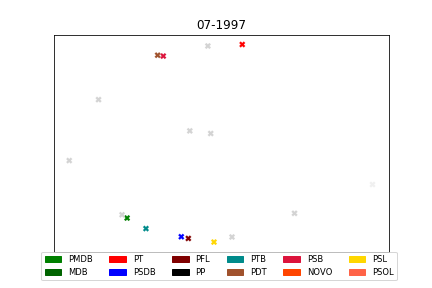 07-1997
PMDB PT PFL PTB PSB PSL
MDB PSDB PP PDT NOVO PSOL